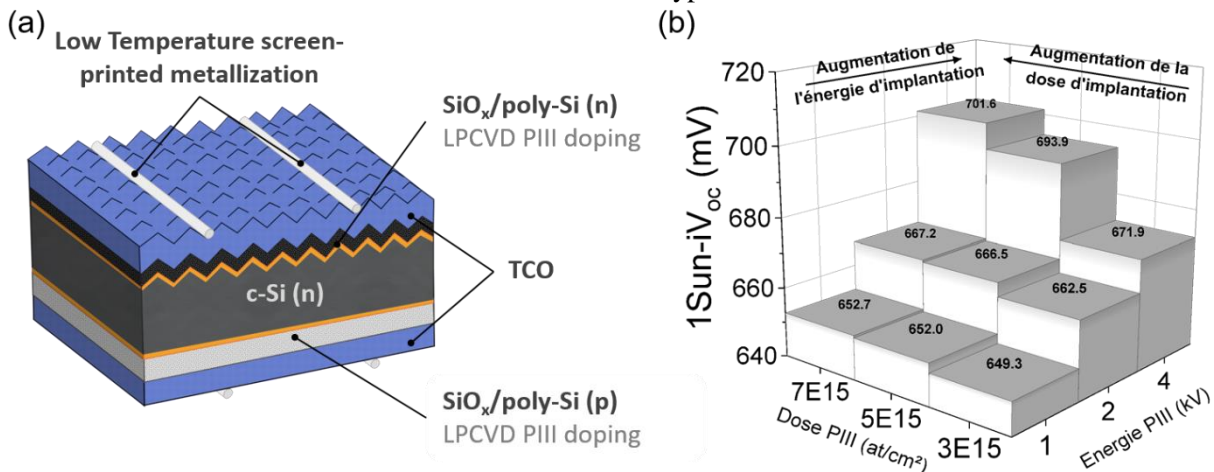 (a)
Low Temperature screen-
printed metallization
SiOₓ/poly-Si (n)
LPCVD PIII doping
TCO
c-Si (n)
SiOₓ/poly-Si (p)
LPCVD PIII doping
(b)
Augmentation de
l'énergie d'implantation
Augmentation de la
dose d'implantation
1Sun-iV_oc (mV)
720
700
680
660
640
701.6
693.9
671.9
667.2
666.5
662.5
652.7
652.0
649.3
7E15
5E15
3E15
Dose PIII (at/cm²)
1
2
4
Energie PIII (kV)